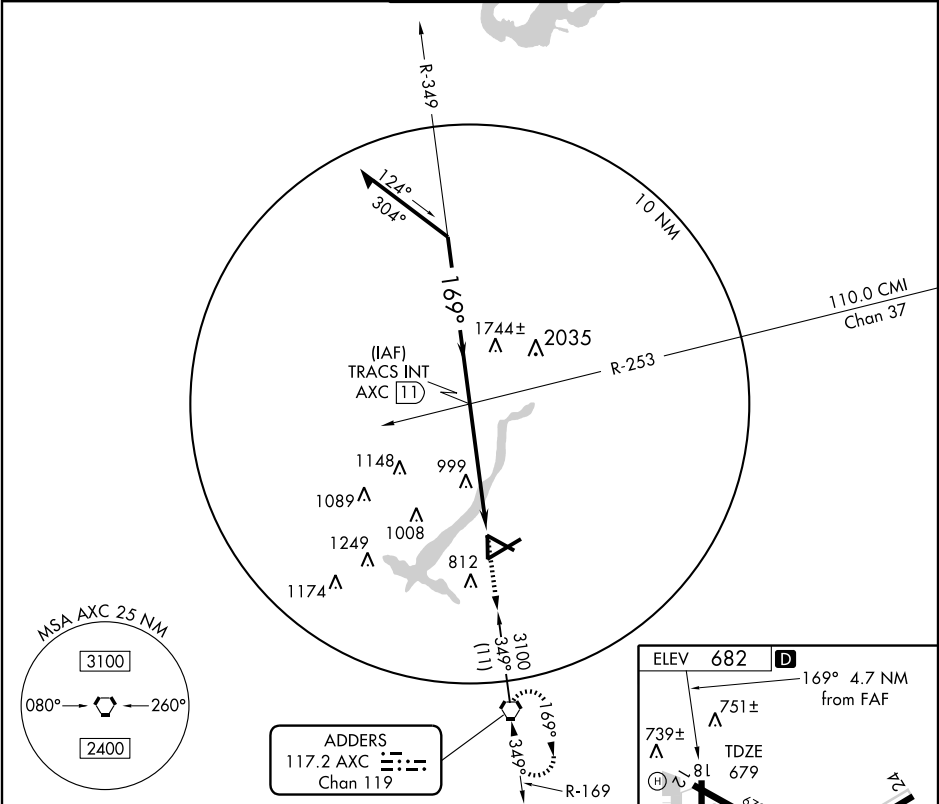 R-349
124°
304°
10 NM
169°
1744±
2035
110.0 CMI
Chan 37
R-253
(IAF)
TRACS INT
AXC 11
1148
999
1089
1008
1249
812
1174
MSA AXC 25 NM
3100
080°
260°
2400
3100
349°
(11)
169°
349°
R-169
ADDERS
117.2 AXC
Chan 119
ELEV 682 D
169° 4.7 NM
from FAF
751±
739±
TDZE
679
H
12
18
24